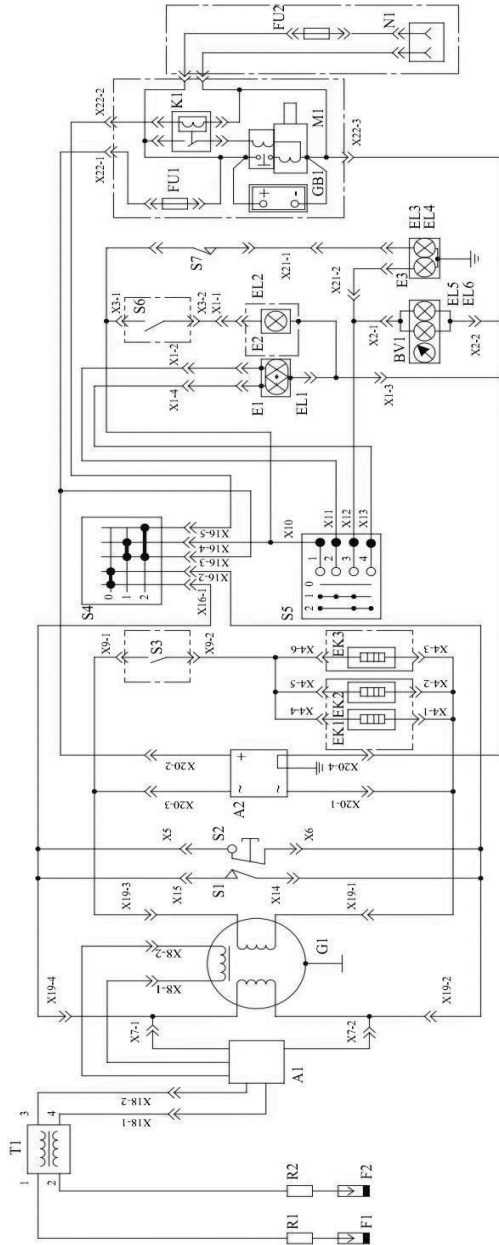 FU2
N1
X22-2
K1
X22-1
FU1
M1
+
-
GB1
X22-3
S7
X21-1
EL3
EL4
E3
X21-2
X3-1
S6
X3-2
X1-1
EL2
E2
X1-2
X1-4
E1
EL1
X1-3
X2-1
BV1
EL5
EL6
X2-2
S4
0
1
2
X16-5
X16-4
X16-3
X16-2
X16-1
X10
X11
X12
X13
S5
1
2
3
4
2 1 0
X9-1
S3
X9-2
X4-6
EK3
X4-3
X4-5
EK2
X4-2
X4-4
EK1
X4-1
X20-2
+
X20-4
X20-3
~
~
A2
X20-1
X5
S2
X6
X15
S1
X14
X19-3
X19-1
G1
X8-2
X8-1
X19-4
X19-2
X7-1
X7-2
A1
X18-2
X18-1
T1
3
4
1
2
R2
F2
R1
F1